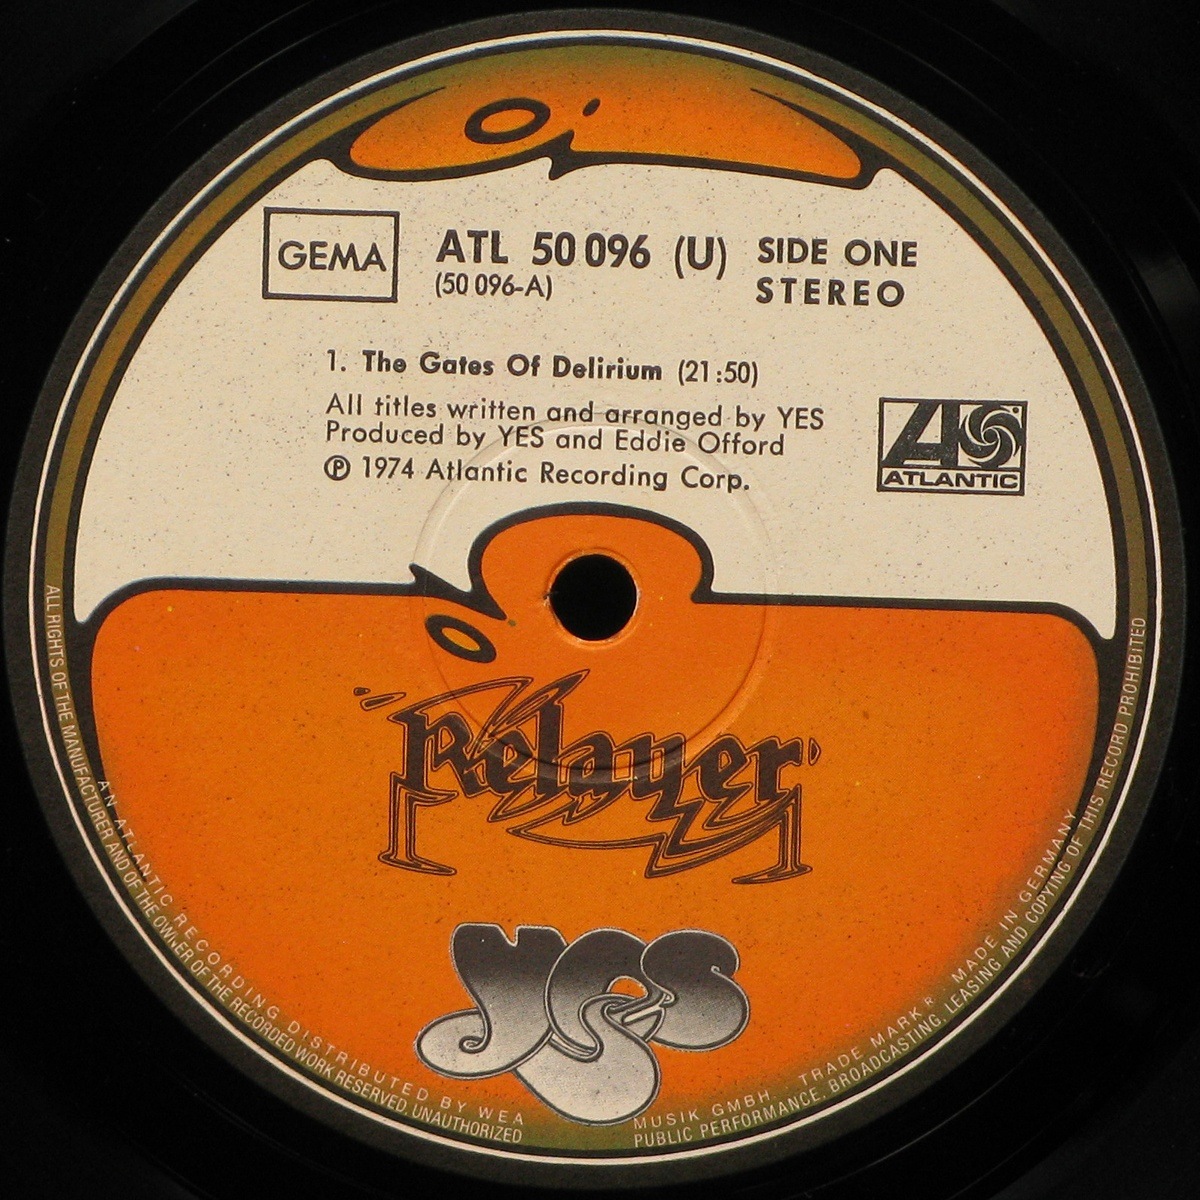 GEMA
ATL 50 096 (U)
(50 096-A)
SIDE ONE
STEREO
1. The Gates Of Delirium (21:50)
All titles written and arranged by YES
Produced by YES and Eddie Offord
℗ 1974 Atlantic Recording Corp.
ATLANTIC
Relayer
YES
AN ATLANTIC RECORDING DISTRIBUTED BY WEA MUSIK GMBH. · TRADE MARK ® · MADE IN GERMANY
ALL RIGHTS OF THE MANUFACTURER AND OF THE OWNER OF THE RECORDED WORK RESERVED. UNAUTHORIZED PUBLIC PERFORMANCE, BROADCASTING, LEASING AND COPYING OF THIS RECORD PROHIBITED